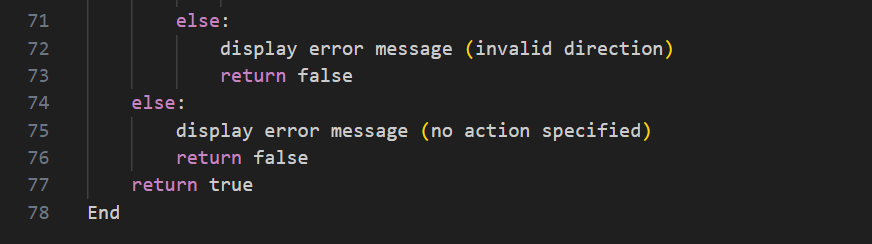 71 else:
72 display error message (invalid direction)
73 return false
74 else:
75 display error message (no action specified)
76 return false
77 return true
78 End